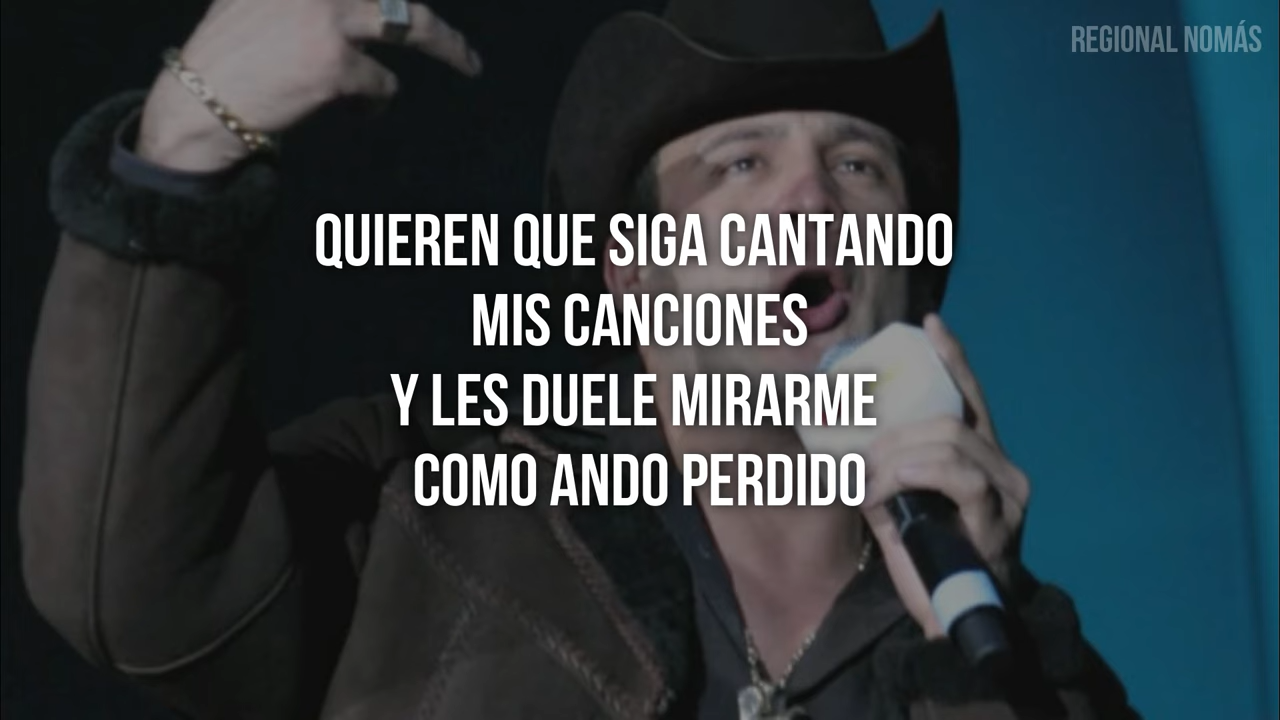 REGIONAL NOMÁS
QUIEREN QUE SIGA CANTANDO
MIS CANCIONES
Y LES DUELE MIRARME
COMO ANDO PERDIDO